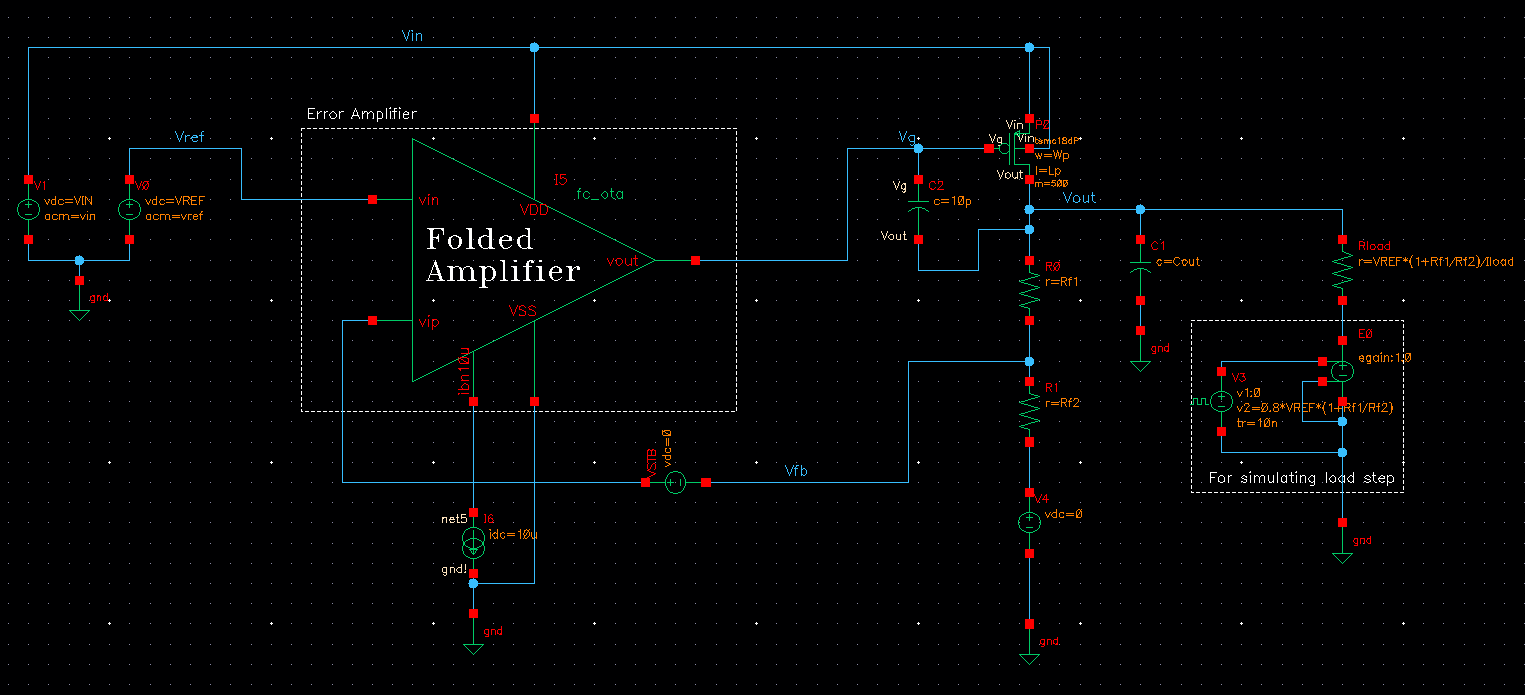 Vin
Error Amplifier
Vref
V1
vdc=VIN
acm=vin
V0
vdc=VREF
acm=vref
gnd
vin
VDD
I5
fc_ota
Folded
Amplifier
vout
VSS
vip
ibn10u
Vg
Vin
P0
Vg
Vin
w=Wp
l=Lp
m=500
Vout
Vg
C2
c=10p
Vout
Vout
R0
r=Rf1
C1
c=Cout
gnd
Rload
r=VREF*(1+Rf1/Rf2)/Iload
E0
egain:1.0
V3
v1:0
v2=0.8*VREF*(1+Rf1/Rf2)
tr=10n
For simulating load step
gnd
R1
r=Rf2
VSTB
vdc=0
Vfb
V4
vdc=0
gnd
net5
I6
idc=10u
gnd!
gnd